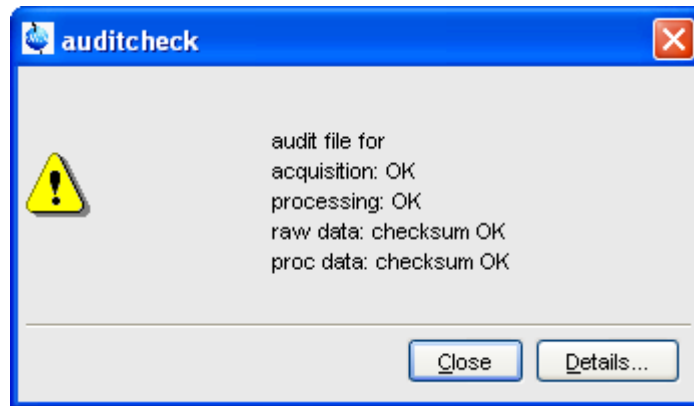 auditcheck
audit file for
acquisition: OK
processing: OK
raw data: checksum OK
proc data: checksum OK
Close
Details...